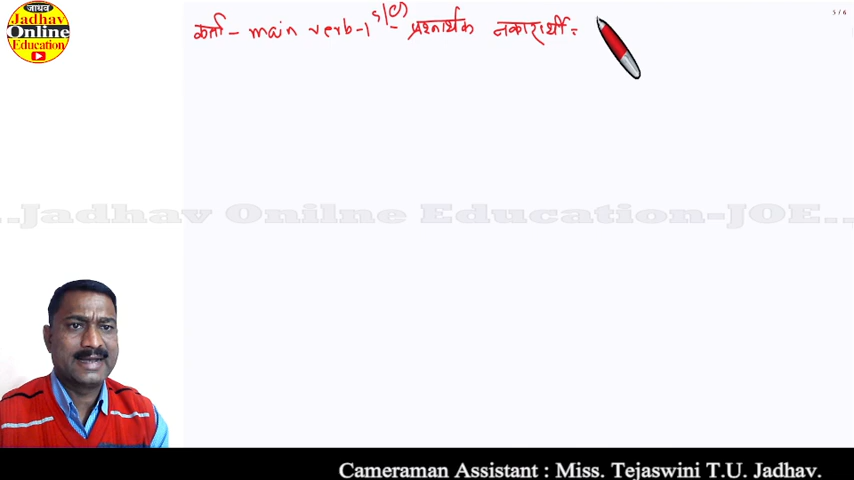 जाधव
Jadhav
Online
Education
कर्ता - main verb-1 s/es - प्रश्नार्थक नकारार्थी :
5 / 6
..Jadhav Onilne Education-JOE..
Cameraman Assistant : Miss. Tejaswini T.U. Jadhav.